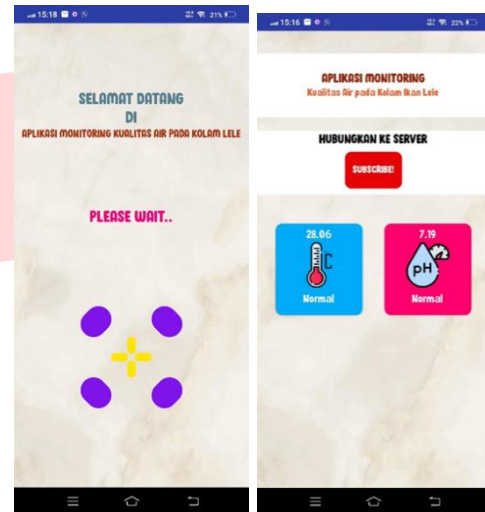 15:18
21%
SELAMAT DATANG
DI
APLIKASI MONITORING KUALITAS AIR PADA KOLAM LELE
PLEASE WAIT..
15:16
22%
APLIKASI MONITORING
Kualitas Air pada Kolam Ikan Lele
HUBUNGKAN KE SERVER
SUBSCRIBE!
28.06
C
Normal
7.19
pH
Normal